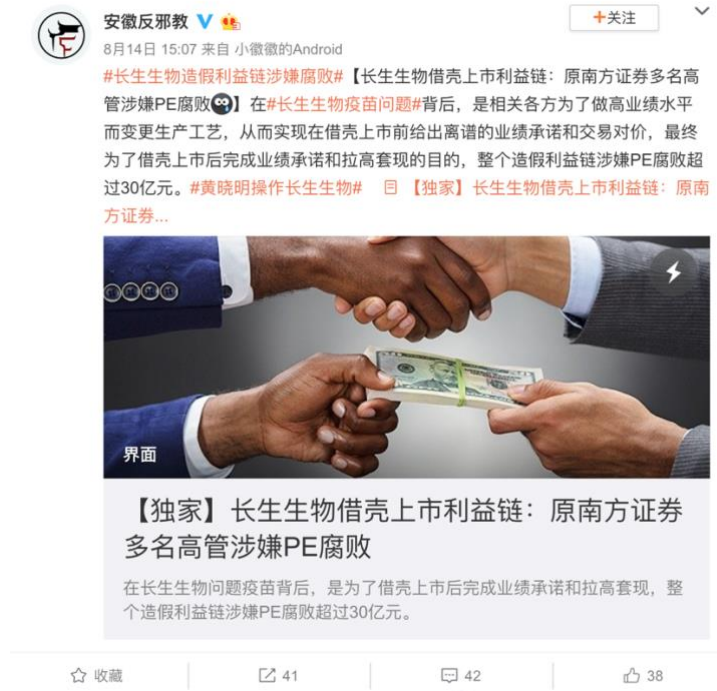 安徽反邪教
+关注
8月14日 15:07 来自 小徽徽的Android
#长生生物造假利益链涉嫌腐败#【长生生物借壳上市利益链：原南方证券多名高
管涉嫌PE腐败】在#长生生物疫苗问题#背后，是相关各方为了做高业绩水平
而变更生产工艺，从而实现在借壳上市前给出离谱的业绩承诺和交易对价，最终
为了借壳上市后完成业绩承诺和拉高套现的目的，整个造假利益链涉嫌PE腐败超
过30亿元。#黄晓明操作长生生物# 【独家】长生生物借壳上市利益链：原南
方证券...
界面
【独家】长生生物借壳上市利益链：原南方证券
多名高管涉嫌PE腐败
在长生生物问题疫苗背后，是为了借壳上市后完成业绩承诺和拉高套现，整
个造假利益链涉嫌PE腐败超过30亿元。
收藏 41 42 38